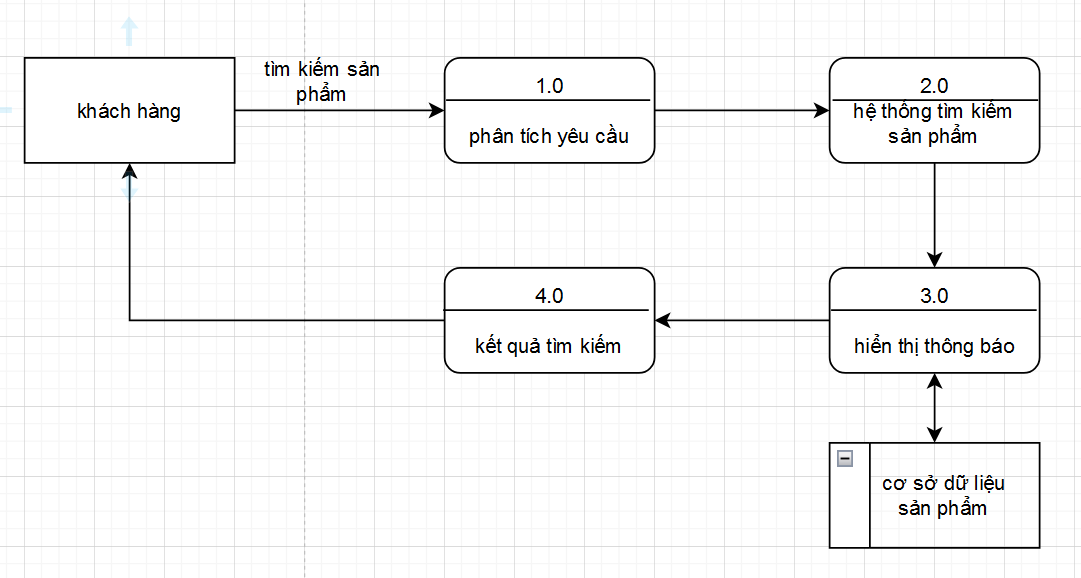 khách hàng
tìm kiếm sản
phẩm
1.0
phân tích yêu cầu
2.0
hệ thống tìm kiếm
sản phẩm
4.0
kết quả tìm kiếm
3.0
hiển thị thông báo
cơ sở dữ liệu
sản phẩm